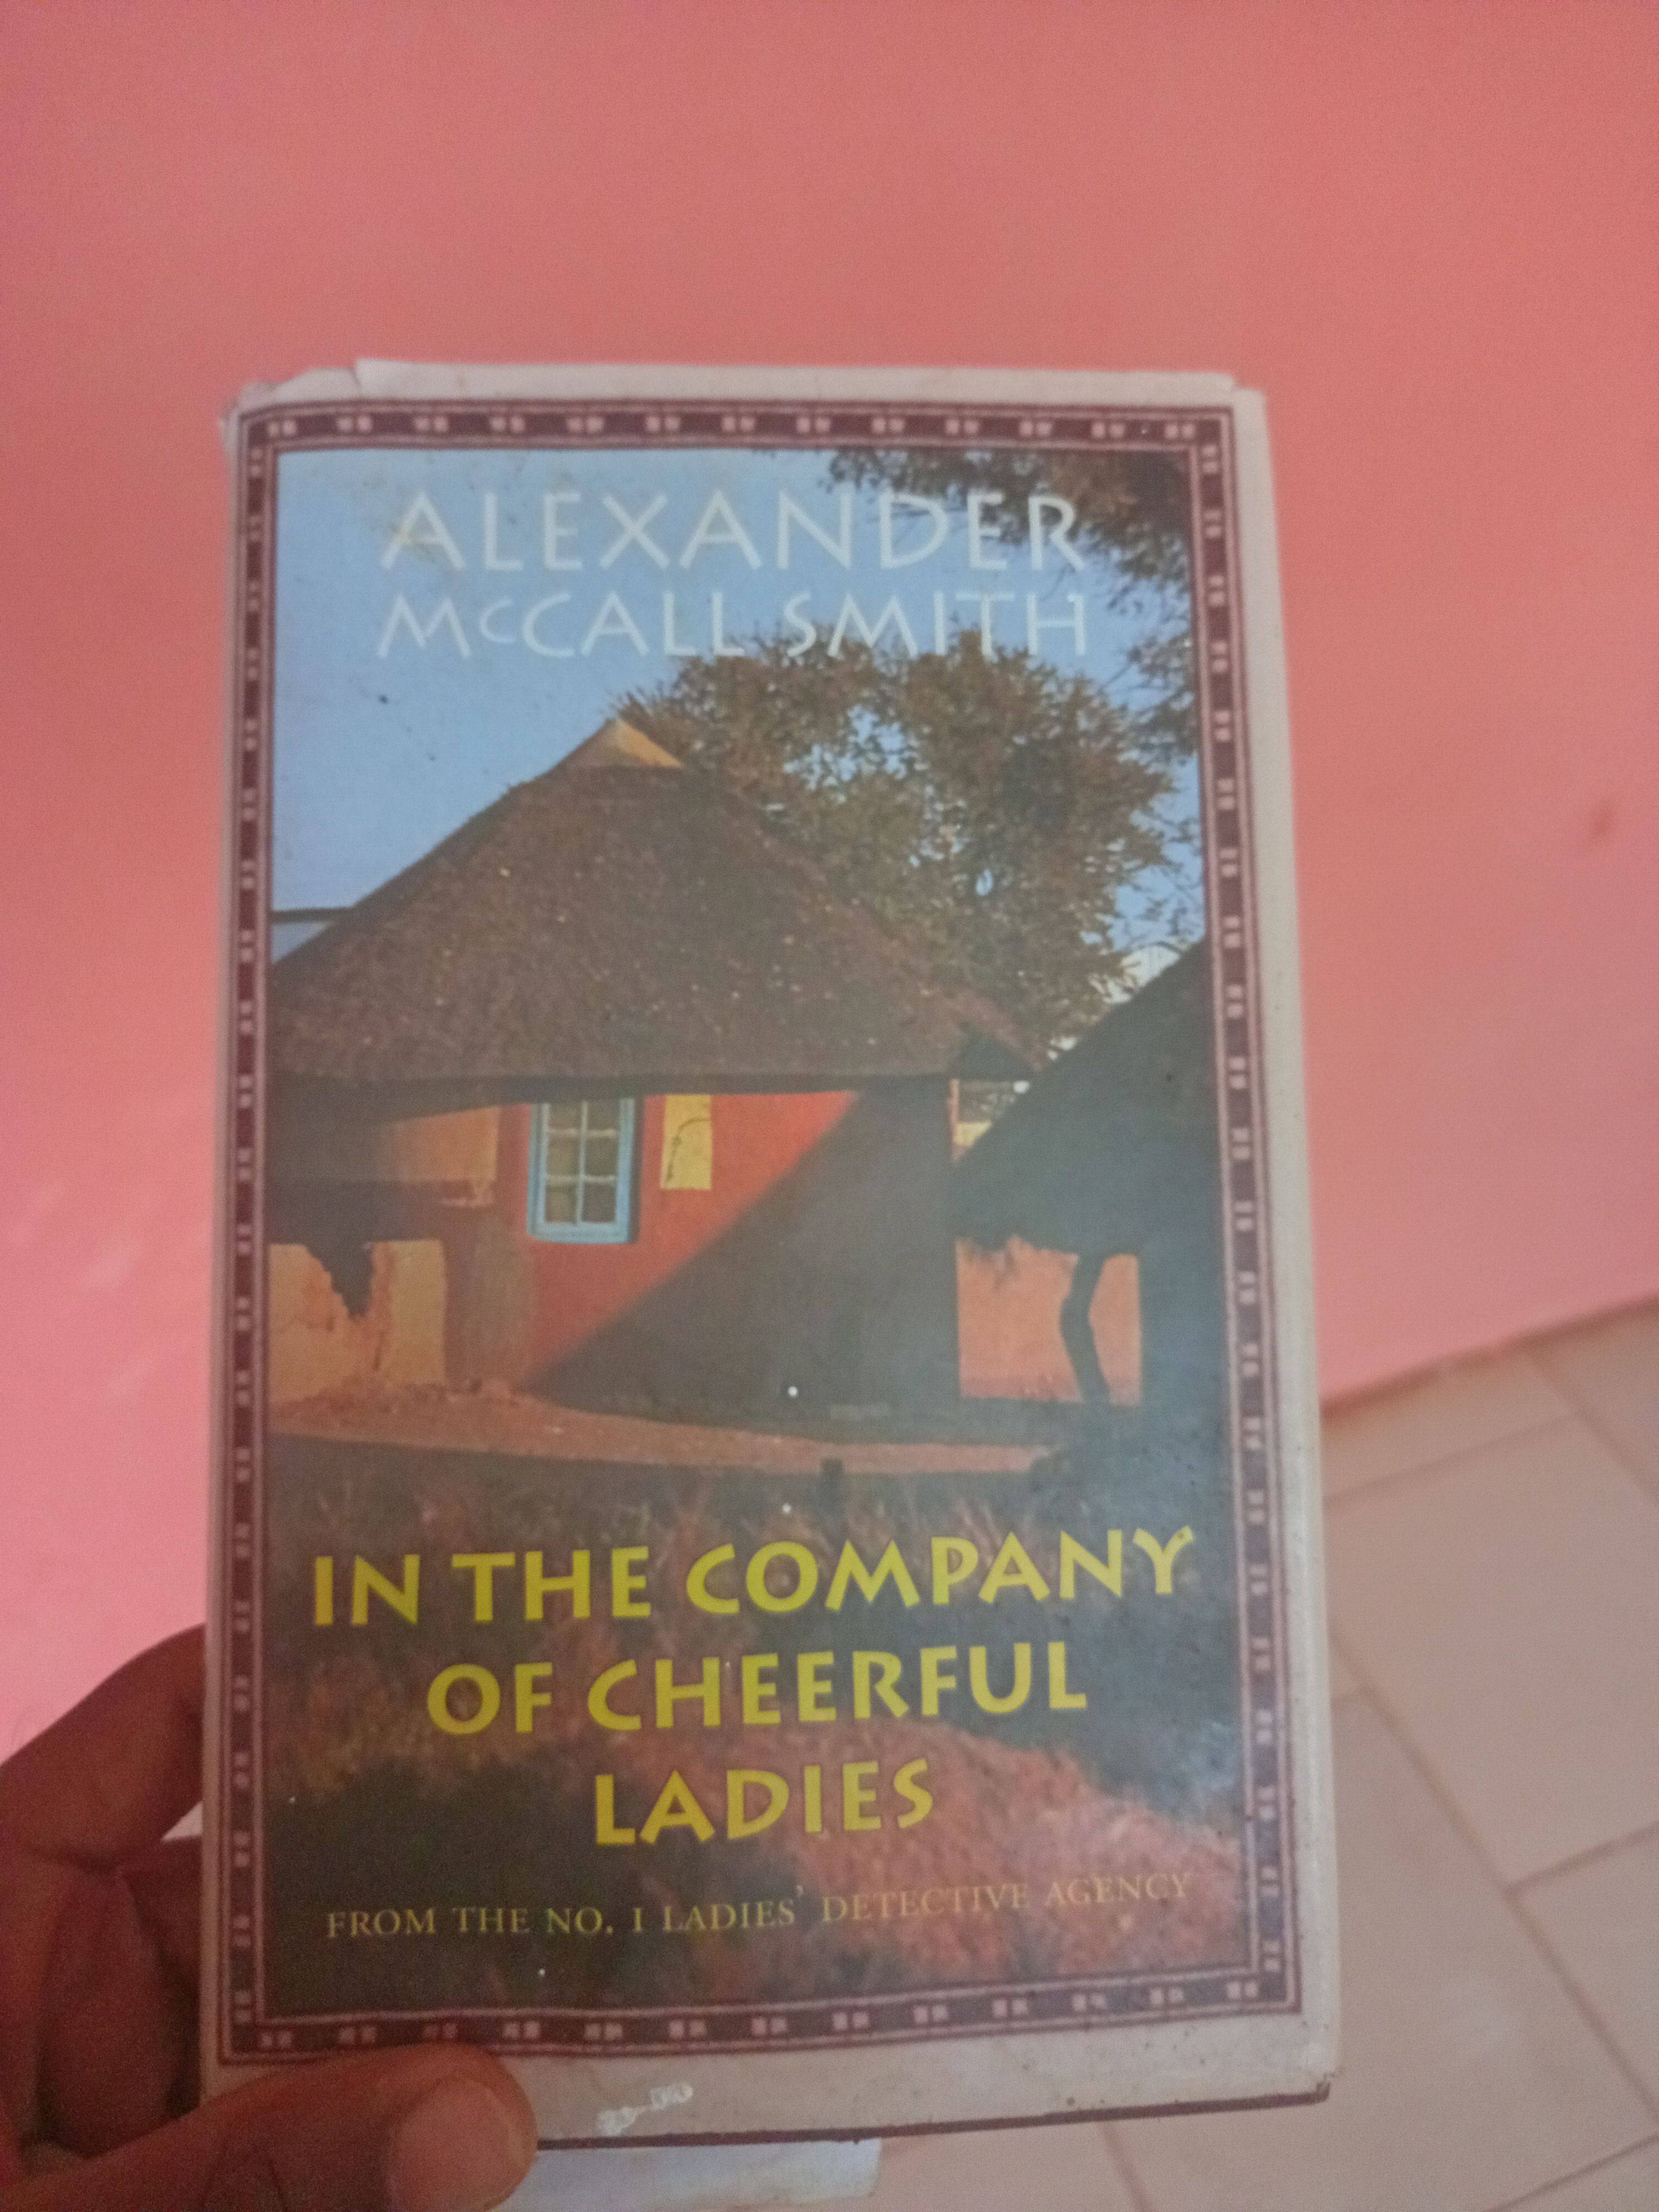 ALEXANDER
McCALL SMITH
IN THE COMPANY
OF CHEERFUL
LADIES
FROM THE NO. 1 LADIES' DETECTIVE AGENCY